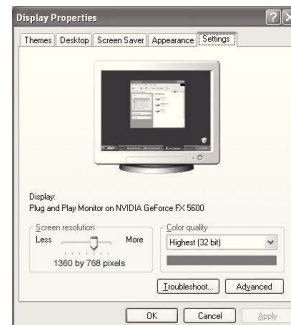 Display Properties
Themes Desktop Screen Saver Appearance Settings
Display:
Plug and Play Monitor on NVIDIA GeForce FX 5600
Screen resolution
Less More
1360 by 768 pixels
Color quality
Highest (32 bit)
Troubleshoot... Advanced
OK Cancel Apply